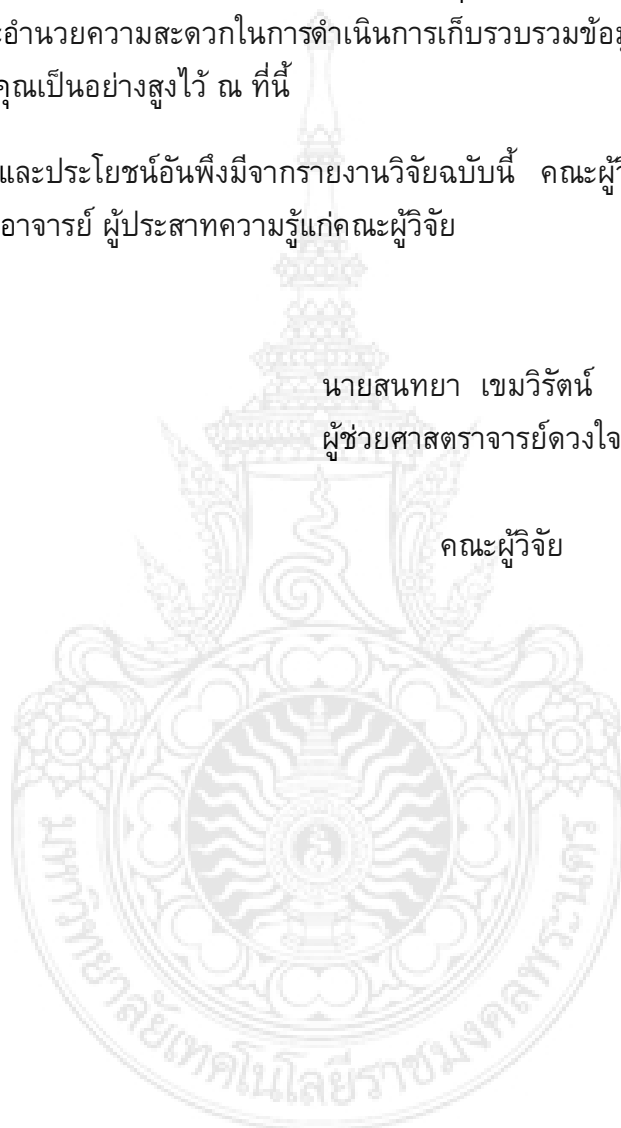 ะอำนวยความสะดวกในการดำเนินการเก็บรวบรวมข้อมู
คุณเป็นอย่างสูงไว้ ณ ที่นี้
และประโยชน์อันพึงมีจากรายงานวิจัยฉบับนี้ คณะผู้วิ
อาจารย์ ผู้ประสาทความรู้แก่คณะผู้วิจัย
นายสนทยา เขมวิรัตน์
ผู้ช่วยศาสตราจารย์ดวงใจ
คณะผู้วิจัย
มหาวิทยาลัยเทคโนโลยีราชมงคลพระนคร